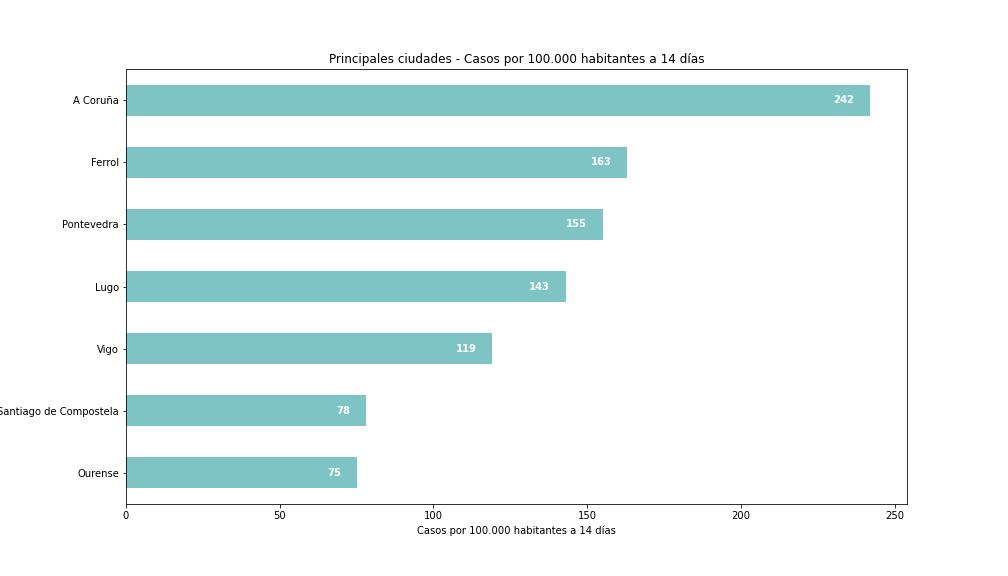 Principales ciudades - Casos por 100.000 habitantes a 14 días
A Coruña
242
Ferrol
163
Pontevedra
155
Lugo
143
Vigo
119
Santiago de Compostela
78
Ourense
75
0 50 100 150 200 250
Casos por 100.000 habitantes a 14 días